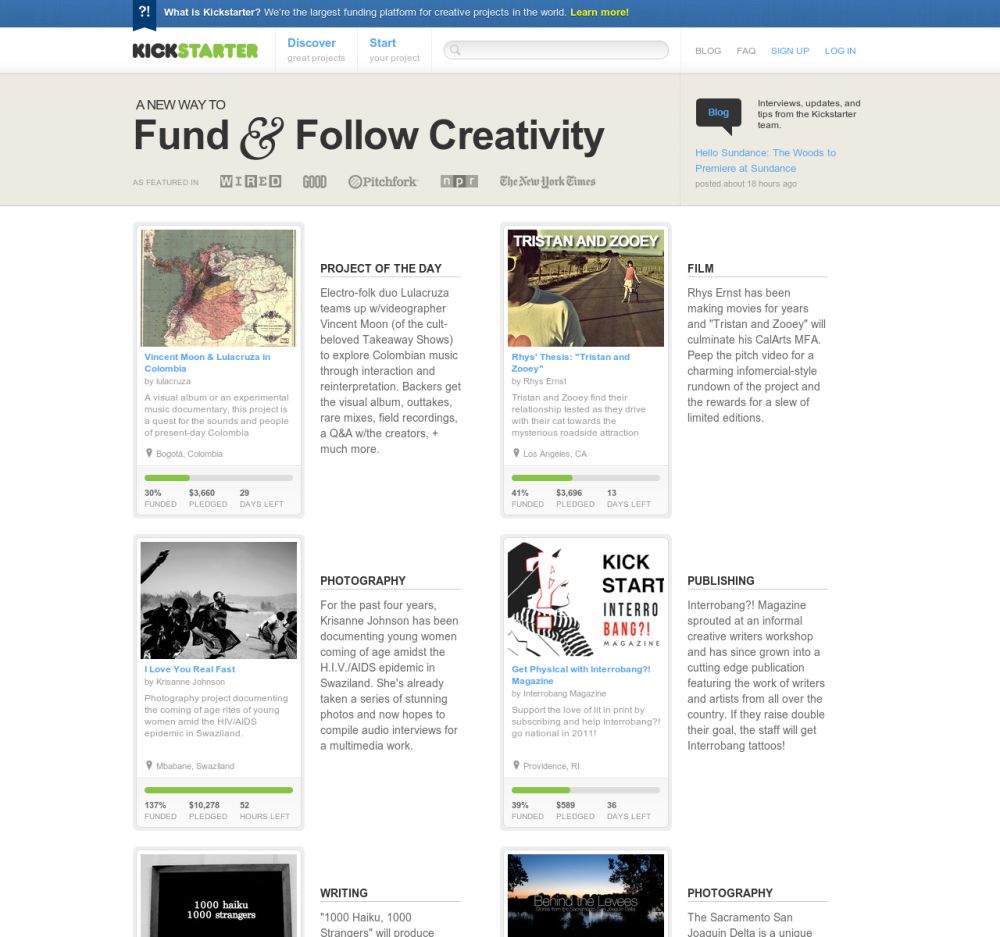 ?! What is Kickstarter? We're the largest funding platform for creative projects in the world. Learn more!
KICKSTARTER
Discover
great projects
Start
your project
BLOG FAQ SIGN UP LOG IN
A NEW WAY TO
Fund & Follow Creativity
AS FEATURED IN WIRED GOOD Pitchfork npr The New York Times
Blog
Interviews, updates, and
tips from the Kickstarter
team.
Hello Sundance: The Woods to
Premiere at Sundance
posted about 18 hours ago
Vincent Moon & Lulacruza in
Colombia
by lulacruza
A visual album or an experimental
music documentary, this project is
a quest for the sounds and people
of present-day Colombia
Bogotá, Colombia
30% $3,660 29
FUNDED PLEDGED DAYS LEFT
PROJECT OF THE DAY
Electro-folk duo Lulacruza
teams up w/videographer
Vincent Moon (of the cult-
beloved Takeaway Shows)
to explore Colombian music
through interaction and
reinterpretation. Backers get
the visual album, outtakes,
rare mixes, field recordings,
a Q&A w/the creators, +
much more.
TRISTAN AND ZOOEY
Rhys' Thesis: "Tristan and
Zooey"
by Rhys Ernst
Tristan and Zooey find their
relationship tested as they drive
with their cat towards the
mysterious roadside attraction
Los Angeles, CA
41% $3,696 13
FUNDED PLEDGED DAYS LEFT
FILM
Rhys Ernst has been
making movies for years
and "Tristan and Zooey" will
culminate his CalArts MFA.
Peep the pitch video for a
charming infomercial-style
rundown of the project and
the rewards for a slew of
limited editions.
I Love You Real Fast
by Krisanne Johnson
Photography project documenting
the coming of age rites of young
women amid the HIV/AIDS
epidemic in Swaziland.
Mbabane, Swaziland
137% $10,278 52
FUNDED PLEDGED HOURS LEFT
PHOTOGRAPHY
For the past four years,
Krisanne Johnson has been
documenting young women
coming of age amidst the
H.I.V./AIDS epidemic in
Swaziland. She's already
taken a series of stunning
photos and now hopes to
compile audio interviews for
a multimedia work.
KICK
START
INTERRO
BANG?!
MAGAZINE
Get Physical with Interrobang?!
Magazine
by Interrobang Magazine
Support the love of lit in print by
subscribing and help Interrobang?!
go national in 2011!
Providence, RI
39% $589 36
FUNDED PLEDGED DAYS LEFT
PUBLISHING
Interrobang?! Magazine
sprouted at an informal
creative writers workshop
and has since grown into a
cutting edge publication
featuring the work of writers
and artists from all over the
country. If they raise double
their goal, the staff will get
Interrobang tattoos!
1000 haiku
1000 strangers
WRITING
"1000 Haiku, 1000
Strangers" will produce
Behind the Levees
Stories from the Sacramento San Joaquin Delta
PHOTOGRAPHY
The Sacramento San
Joaquin Delta is a unique